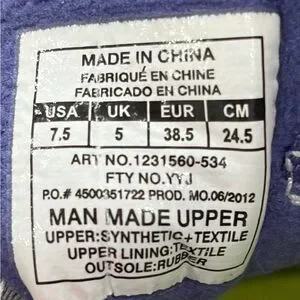 MADE IN CHINA
FABRIQUÉ EN CHINE
FABRICADO EN CHINA
USA UK EUR CM
7.5 5 38.5 24.5
ART NO.1231560-534
FTY NO.YYJ
P.O.# 4500351722 PROD. MO.06/2012
MAN MADE UPPER
UPPER:SYNTHETIC+TEXTILE
UPPER LINING:TEXTILE
OUTSOLE:RUBBER